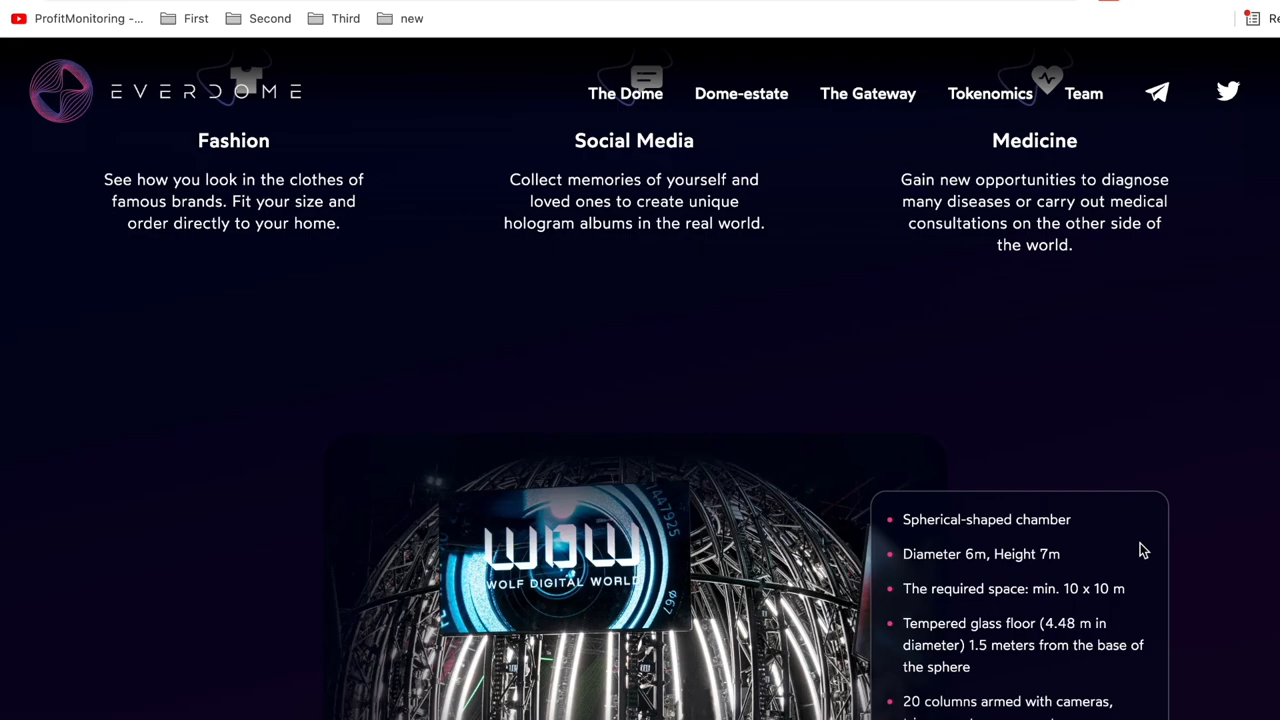 ProfitMonitoring -...
First
Second
Third
new
Re
EVERDOME
The Dome
Dome-estate
The Gateway
Tokenomics
Team
Fashion
See how you look in the clothes of
famous brands. Fit your size and
order directly to your home.
Social Media
Collect memories of yourself and
loved ones to create unique
hologram albums in the real world.
Medicine
Gain new opportunities to diagnose
many diseases or carry out medical
consultations on the other side of
the world.
1447925
WOW
WOLF DIGITAL WORLD
Φ67
Spherical-shaped chamber
Diameter 6m, Height 7m
The required space: min. 10 x 10 m
Tempered glass floor (4.48 m in
diameter) 1.5 meters from the base of
the sphere
20 columns armed with cameras,